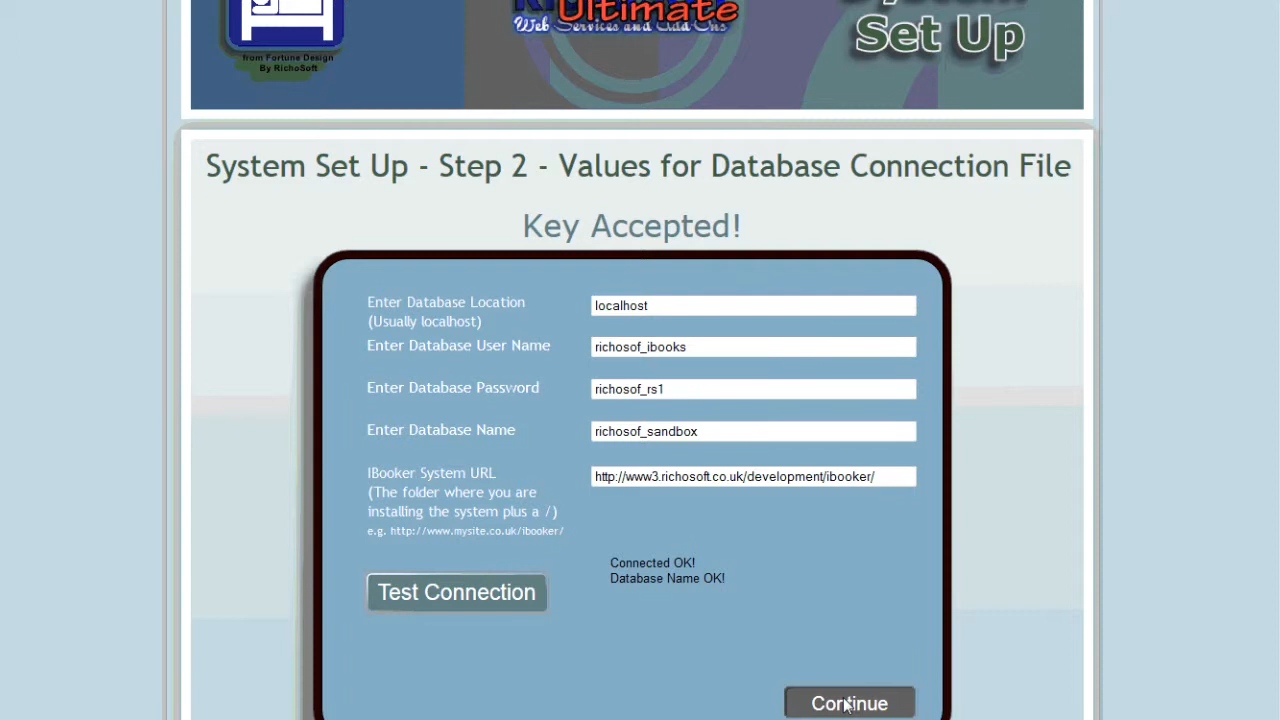 from Fortune Design
By RichoSoft
Ultimate
Web Services and Add Ons
Set Up
System Set Up - Step 2 - Values for Database Connection File
Key Accepted!
Enter Database Location
(Usually localhost)
localhost
Enter Database User Name
richosof_ibooks
Enter Database Password
richosof_rs1
Enter Database Name
richosof_sandbox
IBooker System URL
(The folder where you are
installing the system plus a /)
e.g. http://www.mysite.co.uk/ibooker/
http://www3.richosoft.co.uk/development/ibooker/
Connected OK!
Database Name OK!
Test Connection
Continue